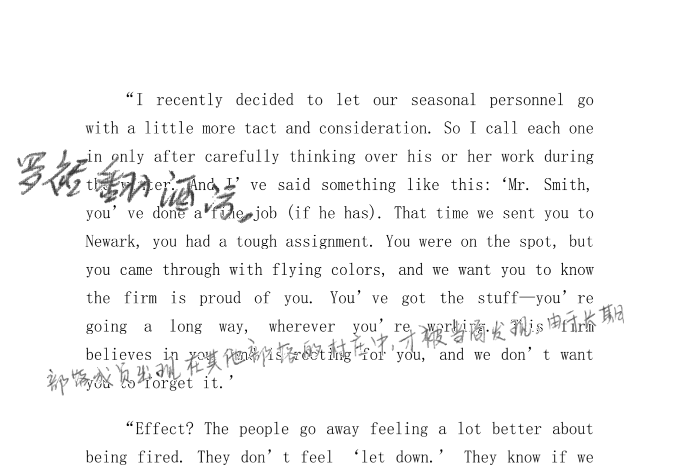 “I recently decided to let our seasonal personnel go
with a little more tact and consideration. So I call each one
in only after carefully thinking over his or her work during
the winter. And I’ve said something like this: ‘Mr. Smith,
you’ve done a fine job (if he has). That time we sent you to
Newark, you had a tough assignment. You were on the spot, but
you came through with flying colors, and we want you to know
the firm is proud of you. You’ve got the stuff—you’re
going a long way, wherever you’re working. This firm
believes in you, and is rooting for you, and we don’t want
you to forget it.’
“Effect? The people go away feeling a lot better about
being fired. They don’t feel ‘let down.’ They know if we
部落成员出现在其他部落的村庄中,才被当局发现,由于长期